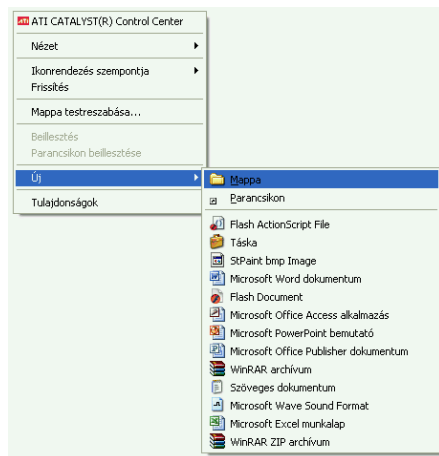 ATI CATALYST(R) Control Center
Nézet
Ikonrendezés szempontja
Frissítés
Mappa testreszabása...
Beillesztés
Parancsikon beillesztése
Új
Tulajdonságok
Mappa
Parancsikon
Flash ActionScript File
Táska
StPaint bmp Image
Microsoft Word dokumentum
Flash Document
Microsoft Office Access alkalmazás
Microsoft PowerPoint bemutató
Microsoft Office Publisher dokumentum
WinRAR archívum
Szöveges dokumentum
Microsoft Wave Sound Format
Microsoft Excel munkalap
WinRAR ZIP archívum